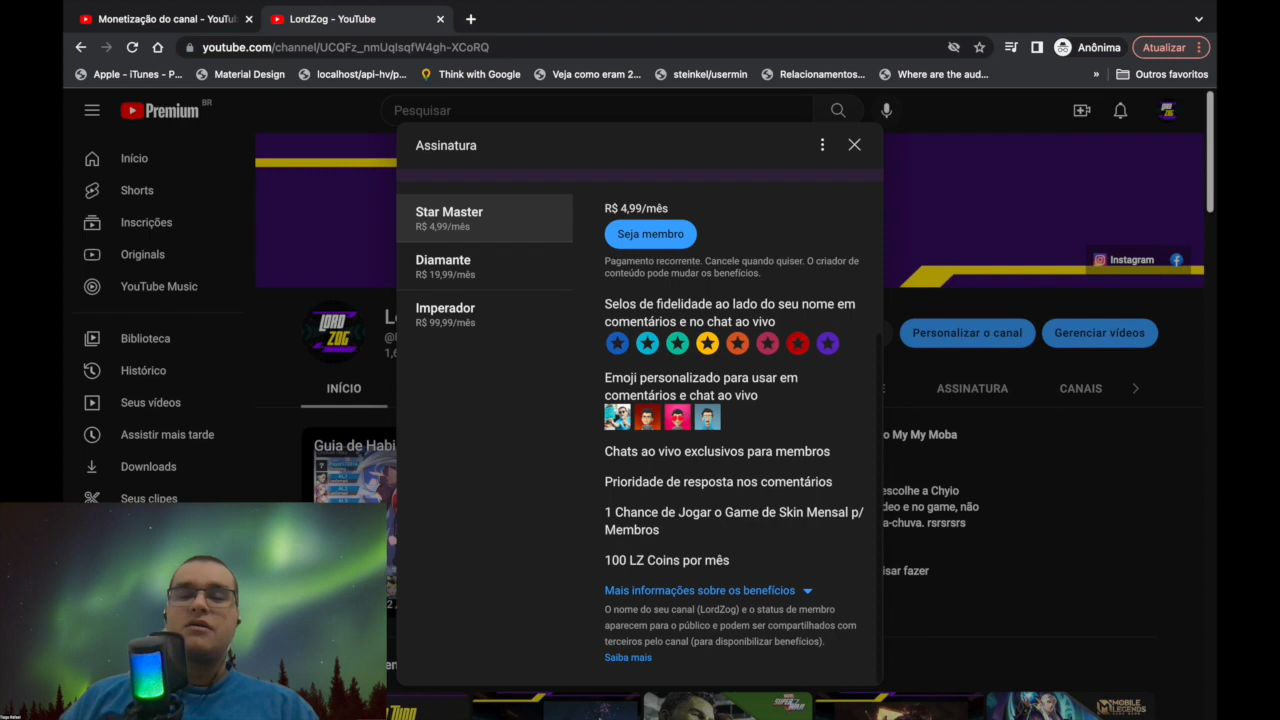 Monetização do canal - YouTu
LordZog - YouTube
youtube.com/channel/UCQFz_nmUqIsqfW4gh-XCoRQ
Anônima
Atualizar
Apple - iTunes - P...
Material Design
localhost/api-hv/p...
Think with Google
Veja como eram 2...
steinkel/usermin
Relacionamentos...
Where are the aud...
»
Outros favoritos
Premium BR
Pesquisar
Início
Shorts
Inscrições
Originals
YouTube Music
Biblioteca
Histórico
Seus vídeos
Assistir mais tarde
Downloads
Seus clipes
Instagram
LORD
ZOG
Personalizar o canal
Gerenciar vídeos
INÍCIO
ASSINATURA
CANAIS
Guia de Habi
o My My Moba
escolhe a Chyio
deo e no game, não
a-chuva. rsrsrsrs
isar fazer
Assinatura
Star Master
R$ 4,99/mês
Diamante
R$ 19,99/mês
Imperador
R$ 99,99/mês
R$ 4,99/mês
Seja membro
Pagamento recorrente. Cancele quando quiser. O criador de
conteúdo pode mudar os benefícios.
Selos de fidelidade ao lado do seu nome em
comentários e no chat ao vivo
Emoji personalizado para usar em
comentários e chat ao vivo
Chats ao vivo exclusivos para membros
Prioridade de resposta nos comentários
1 Chance de Jogar o Game de Skin Mensal p/
Membros
100 LZ Coins por mês
Mais informações sobre os benefícios
O nome do seu canal (LordZog) e o status de membro
aparecem para o público e podem ser compartilhados com
terceiros pelo canal (para disponibilizar benefícios).
Saiba mais
MOBILE
LEGENDS
Tiago Rafael